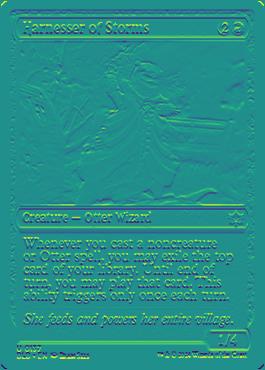 Harnesser of Storms 2
Creature — Otter Wizard
Whenever you cast a noncreature
or Otter spell, you may exile the top
card of your library. Until end of
turn, you may play that card. This
ability triggers only once each turn.
She feeds and powers her entire village.
1/4